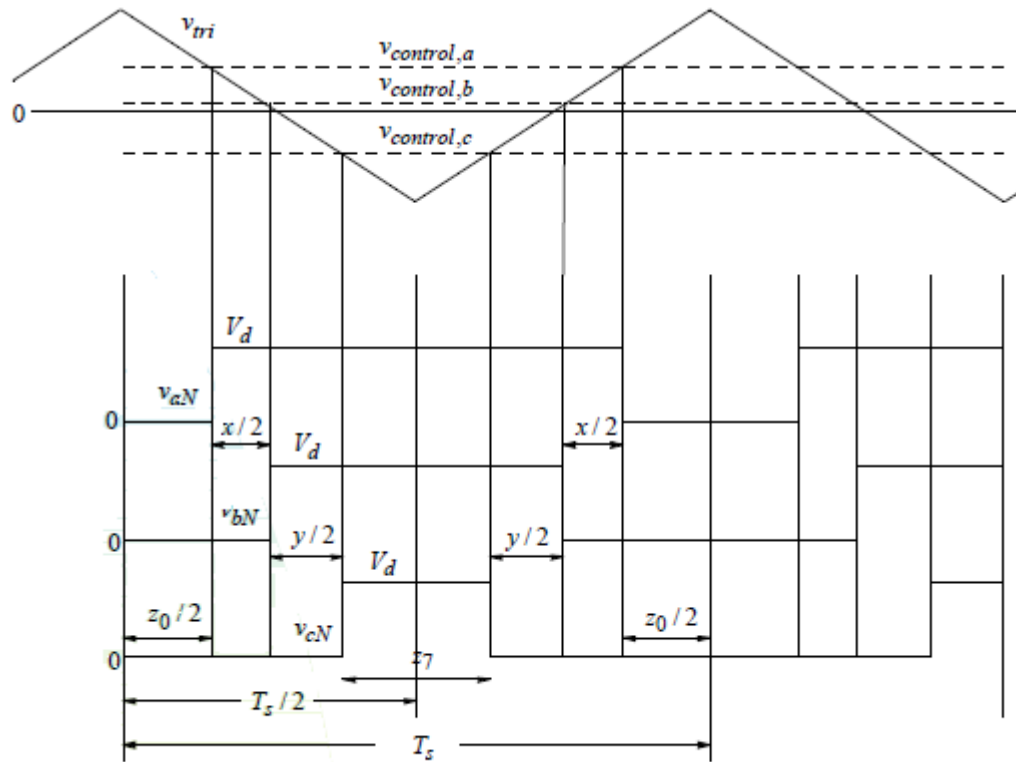 v_tri
v_control,a
v_control,b
0
v_control,c
V_d
v_aN
0
x/2
x/2
V_d
v_bN
0
y/2
y/2
V_d
z_0/2
z_0/2
v_cN
0
z_7
T_s/2
T_s